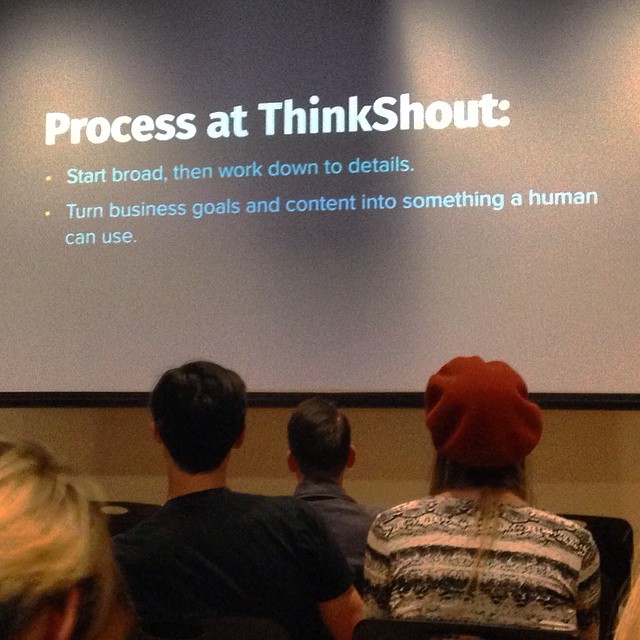 Process at ThinkShout:
• Start broad, then work down to details.
• Turn business goals and content into something a human
can use.